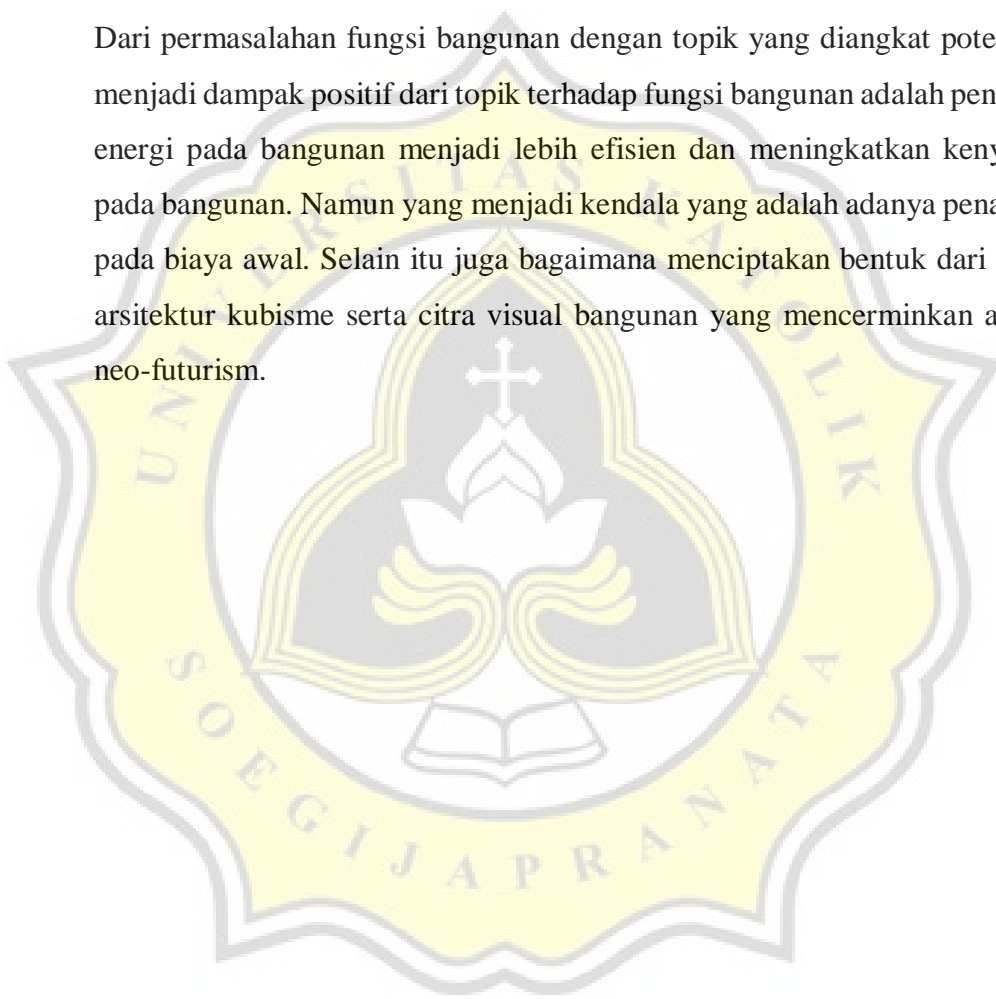 Dari permasalahan fungsi bangunan dengan topik yang diangkat pote
menjadi dampak positif dari topik terhadap fungsi bangunan adalah pen
energi pada bangunan menjadi lebih efisien dan meningkatkan keny
pada bangunan. Namun yang menjadi kendala yang adalah adanya pena
pada biaya awal. Selain itu juga bagaimana menciptakan bentuk dari
arsitektur kubisme serta citra visual bangunan yang mencerminkan a
neo-futurism.
UNIVERSITAS KATOLIK
SOEGIJAPRANATA